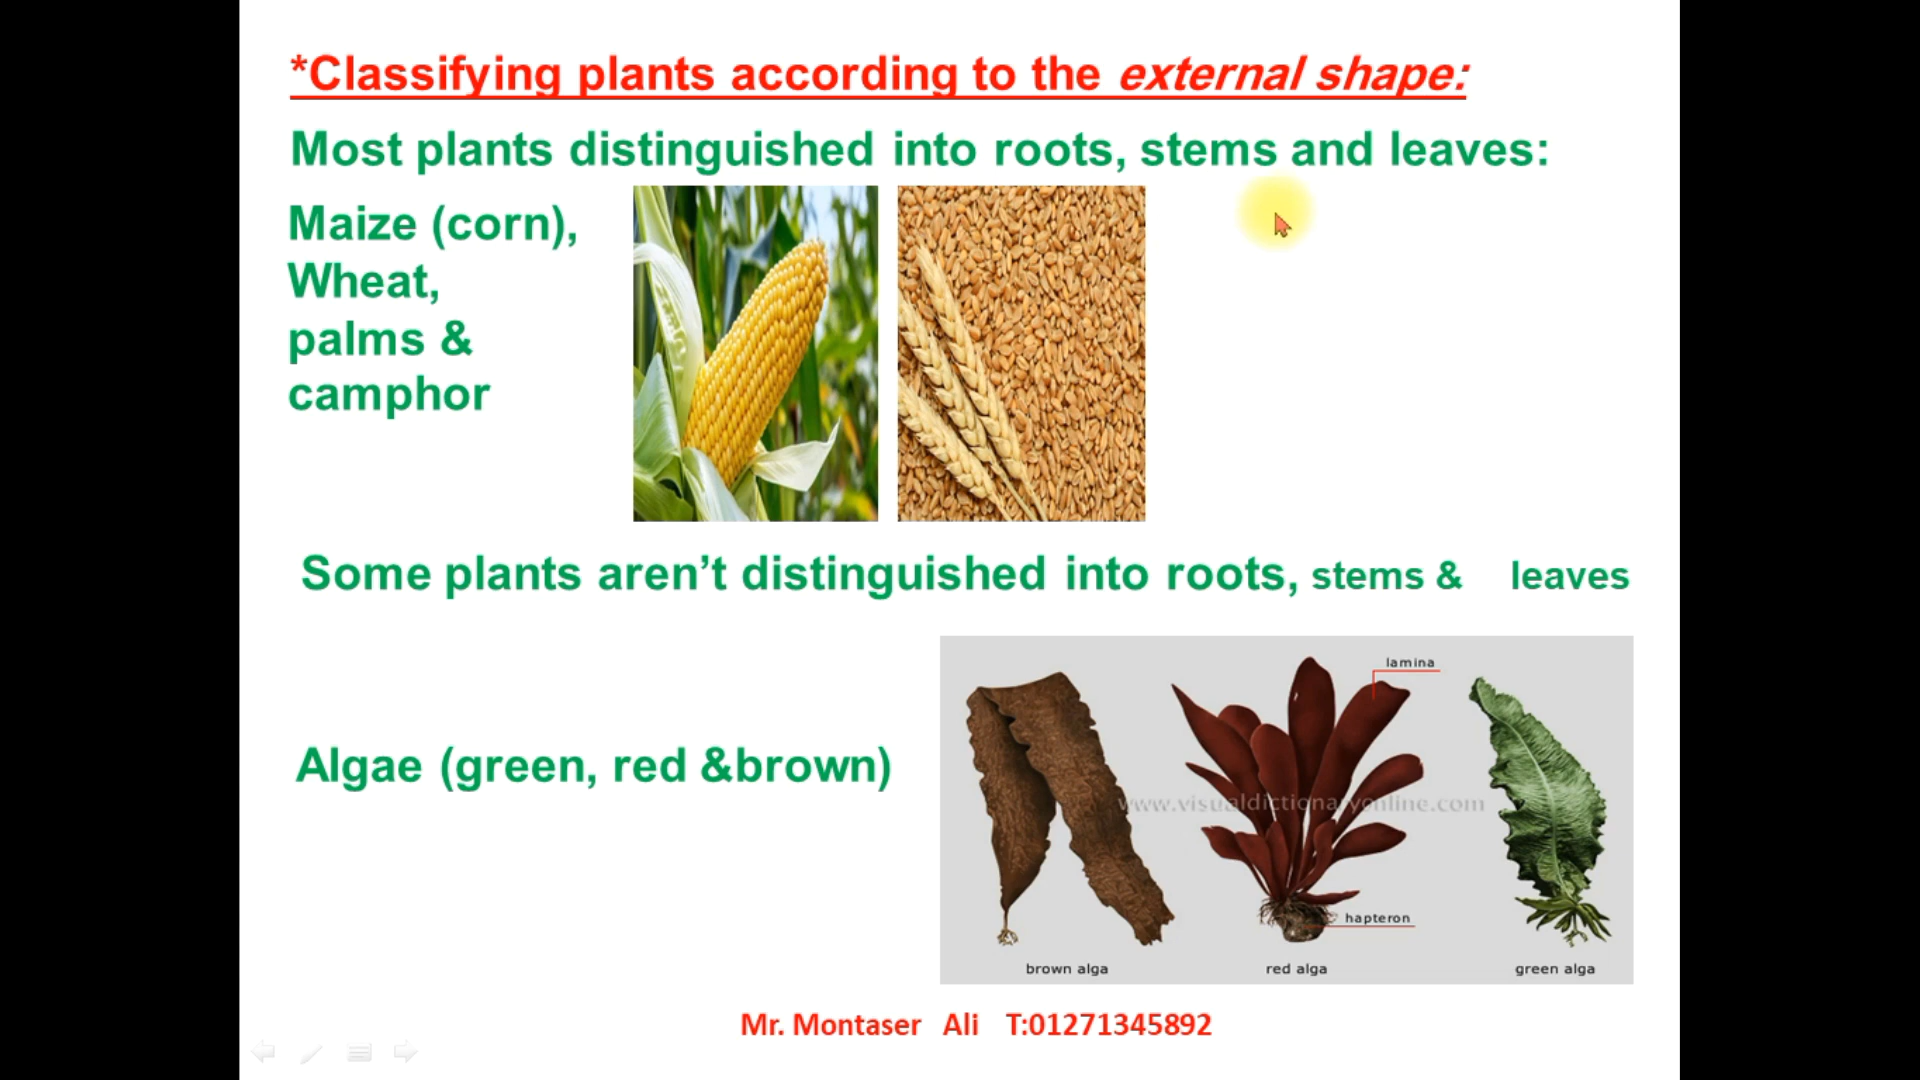 *Classifying plants according to the external shape:
Most plants distinguished into roots, stems and leaves:
Maize (corn),
Wheat,
palms &
camphor
Some plants aren’t distinguished into roots, stems & leaves
Algae (green, red &brown)
lamina
www.visualdictionaryonline.com
hapteron
brown alga
red alga
green alga
Mr. Montaser Ali T:01271345892